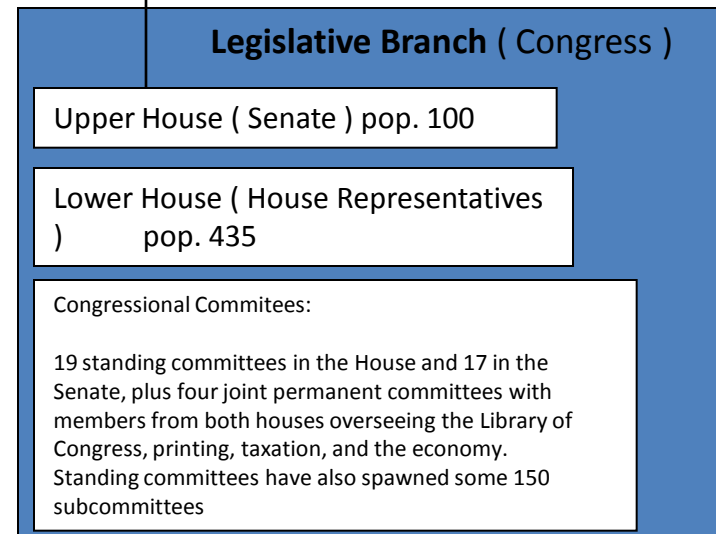 Legislative Branch ( Congress )
Upper House ( Senate ) pop. 100
Lower House ( House Representatives
) pop. 435
Congressional Commitees:
19 standing committees in the House and 17 in the
Senate, plus four joint permanent committees with
members from both houses overseeing the Library of
Congress, printing, taxation, and the economy.
Standing committees have also spawned some 150
subcommittees